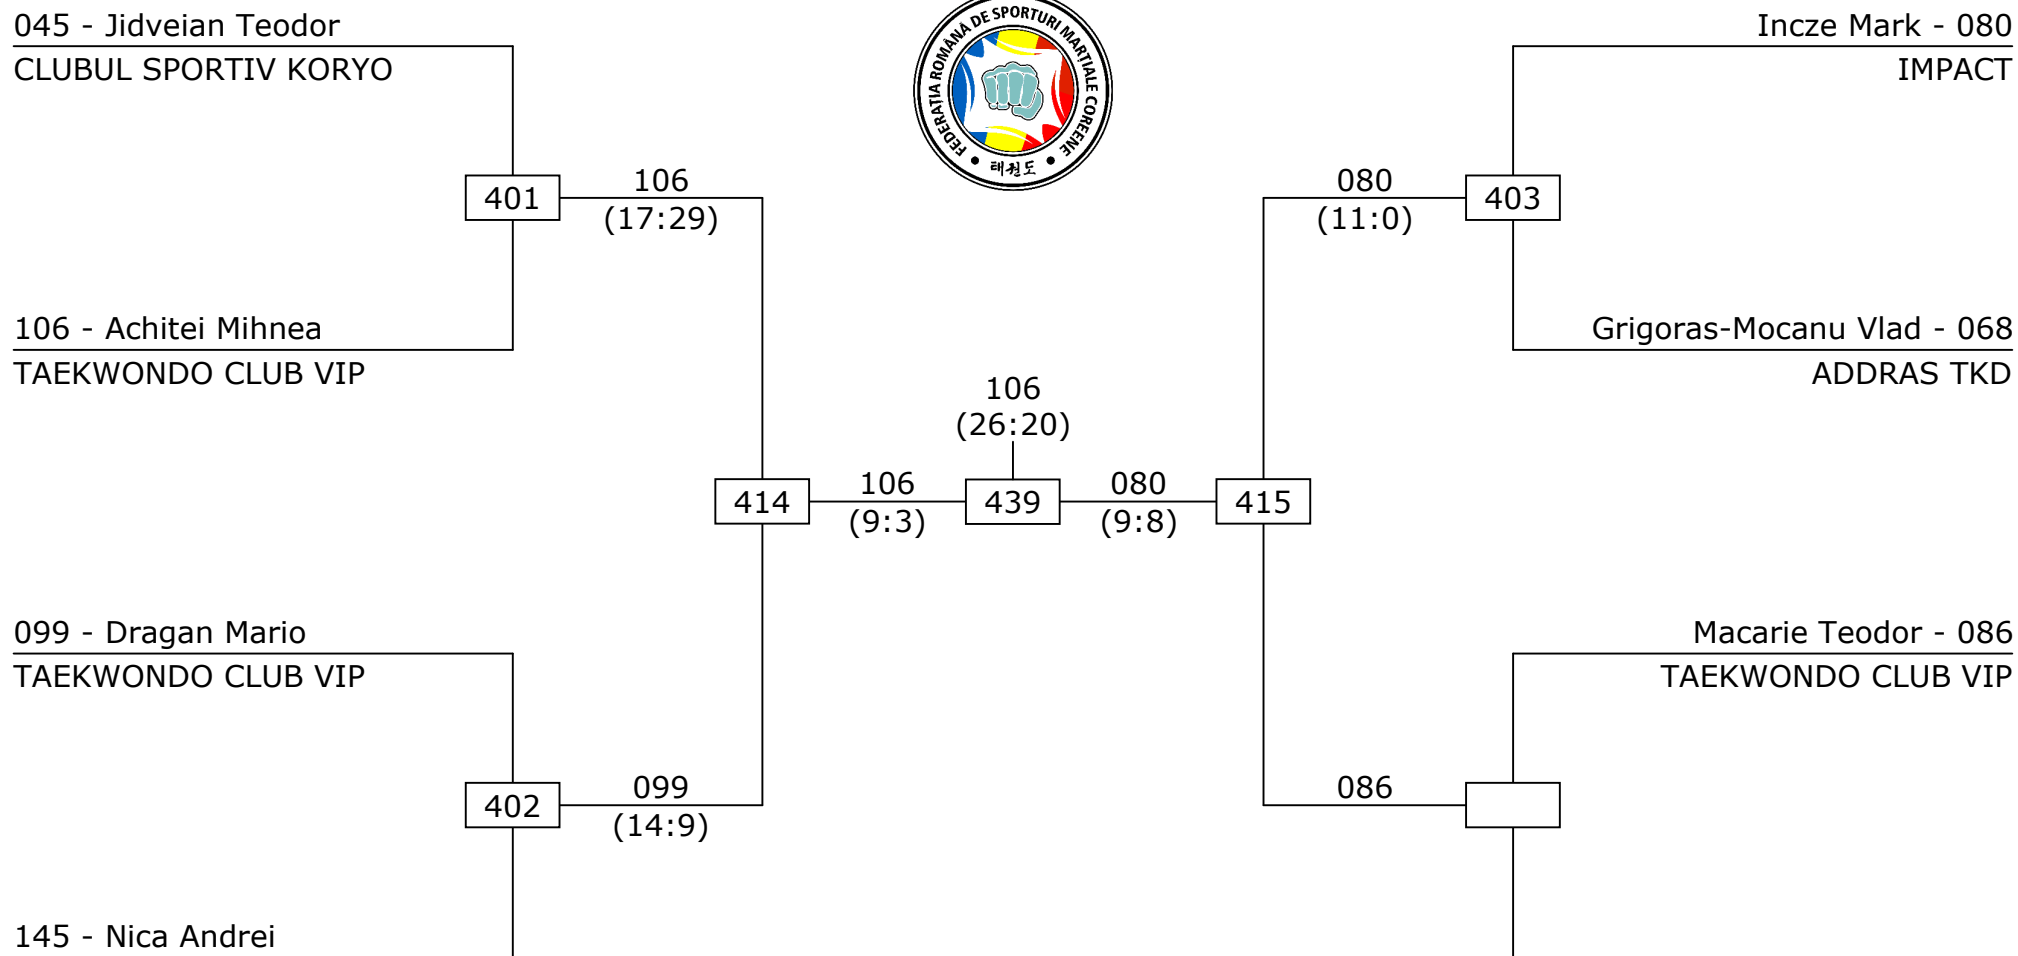 045 - Jidveian Teodor
CLUBUL SPORTIV KORYO
FEDERAȚIA ROMÂNĂ DE SPORTURI MARȚIALE COREENE
태권도
Incze Mark - 080
IMPACT
401
106
(17:29)
080
(11:0)
403
106 - Achitei Mihnea
TAEKWONDO CLUB VIP
Grigoras-Mocanu Vlad - 068
ADDRAS TKD
106
(26:20)
414
106
(9:3)
439
080
(9:8)
415
099 - Dragan Mario
TAEKWONDO CLUB VIP
Macarie Teodor - 086
TAEKWONDO CLUB VIP
402
099
(14:9)
086
145 - Nica Andrei